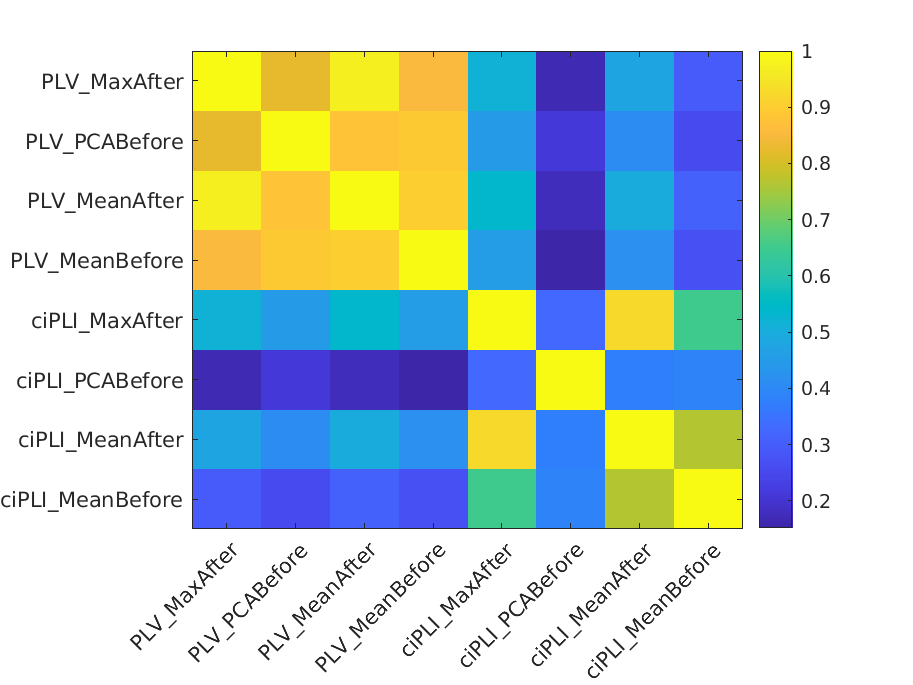 PLV_MaxAfter
PLV_PCABefore
PLV_MeanAfter
PLV_MeanBefore
ciPLI_MaxAfter
ciPLI_PCABefore
ciPLI_MeanAfter
ciPLI_MeanBefore
PLV_MaxAfter
PLV_PCABefore
PLV_MeanAfter
PLV_MeanBefore
ciPLI_MaxAfter
ciPLI_PCABefore
ciPLI_MeanAfter
ciPLI_MeanBefore
1
0.9
0.8
0.7
0.6
0.5
0.4
0.3
0.2